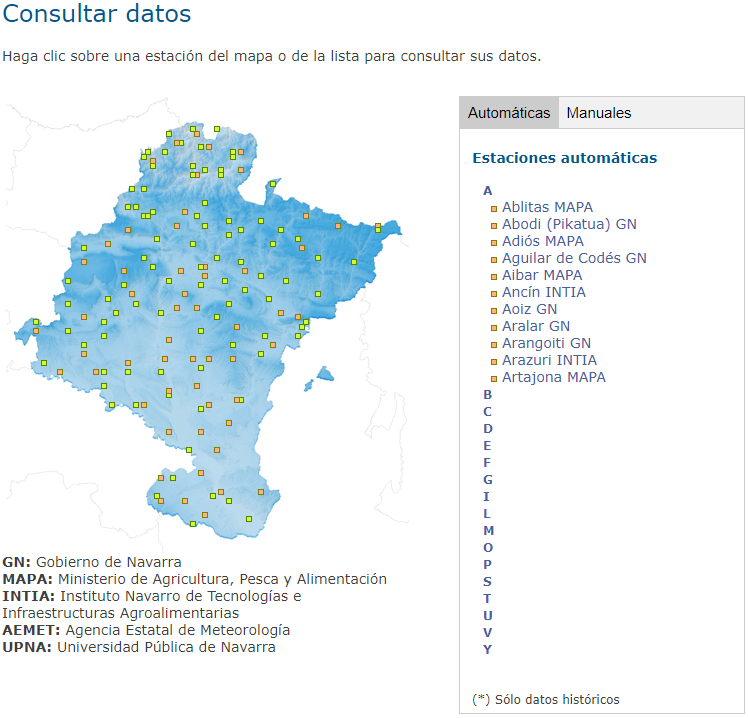 Consultar datos
Haga clic sobre una estación del mapa o de la lista para consultar sus datos.
Automáticas Manuales
Estaciones automáticas
A
Ablitas MAPA
Abodi (Pikatua) GN
Adiós MAPA
Aguilar de Codés GN
Aibar MAPA
Ancín INTIA
Aoiz GN
Aralar GN
Arangoiti GN
Arazuri INTIA
Artajona MAPA
B
C
D
E
F
G
I
L
M
O
P
S
T
U
V
Y
(*) Sólo datos históricos
GN: Gobierno de Navarra
MAPA: Ministerio de Agricultura, Pesca y Alimentación
INTIA: Instituto Navarro de Tecnologías e
Infraestructuras Agroalimentarias
AEMET: Agencia Estatal de Meteorología
UPNA: Universidad Pública de Navarra